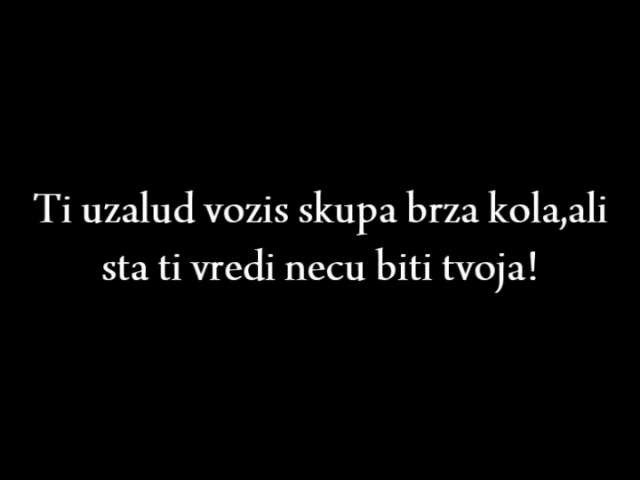 Ti uzalud vozis skupa brza kola,ali
sta ti vredi necu biti tvoja!